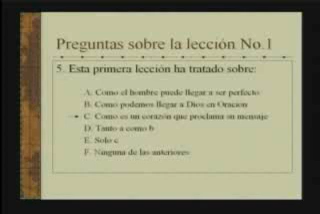 Preguntas sobre la lección No.1
5. Esta primera lección ha tratado sobre:
A. Como el hombre puede llegar a ser perfecto
B. Como podemos llegar a Dios en Oracion
C. Como es un corazón que proclama su mensaje
D. Tanto a como b
E. Solo c
F. Ninguna de las anteriores